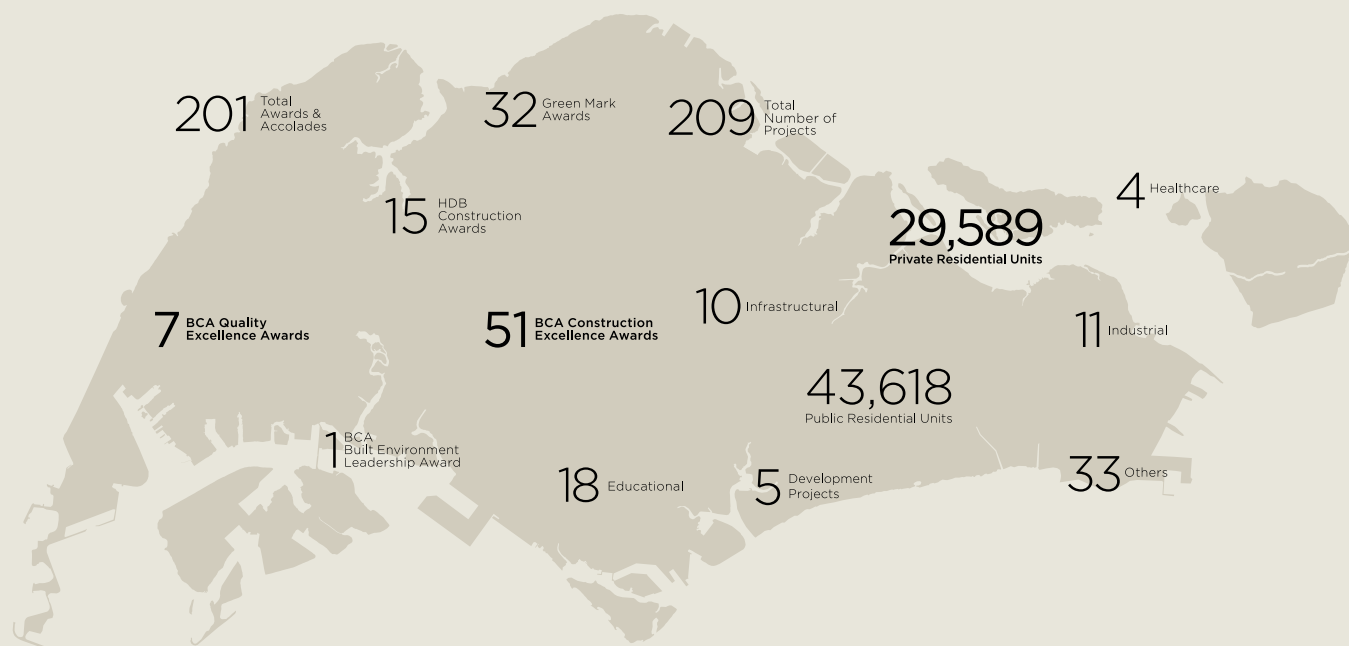 201
Total
Awards &
Accolades
32
Green Mark
Awards
209
Total
Number of
Projects
4
Healthcare
15
HDB
Construction
Awards
29,589
Private Residential Units
7
BCA Quality
Excellence Awards
51
BCA Construction
Excellence Awards
10
Infrastructural
11
Industrial
43,618
Public Residential Units
1
BCA
Built Environment
Leadership Award
18
Educational
5
Development
Projects
33
Others